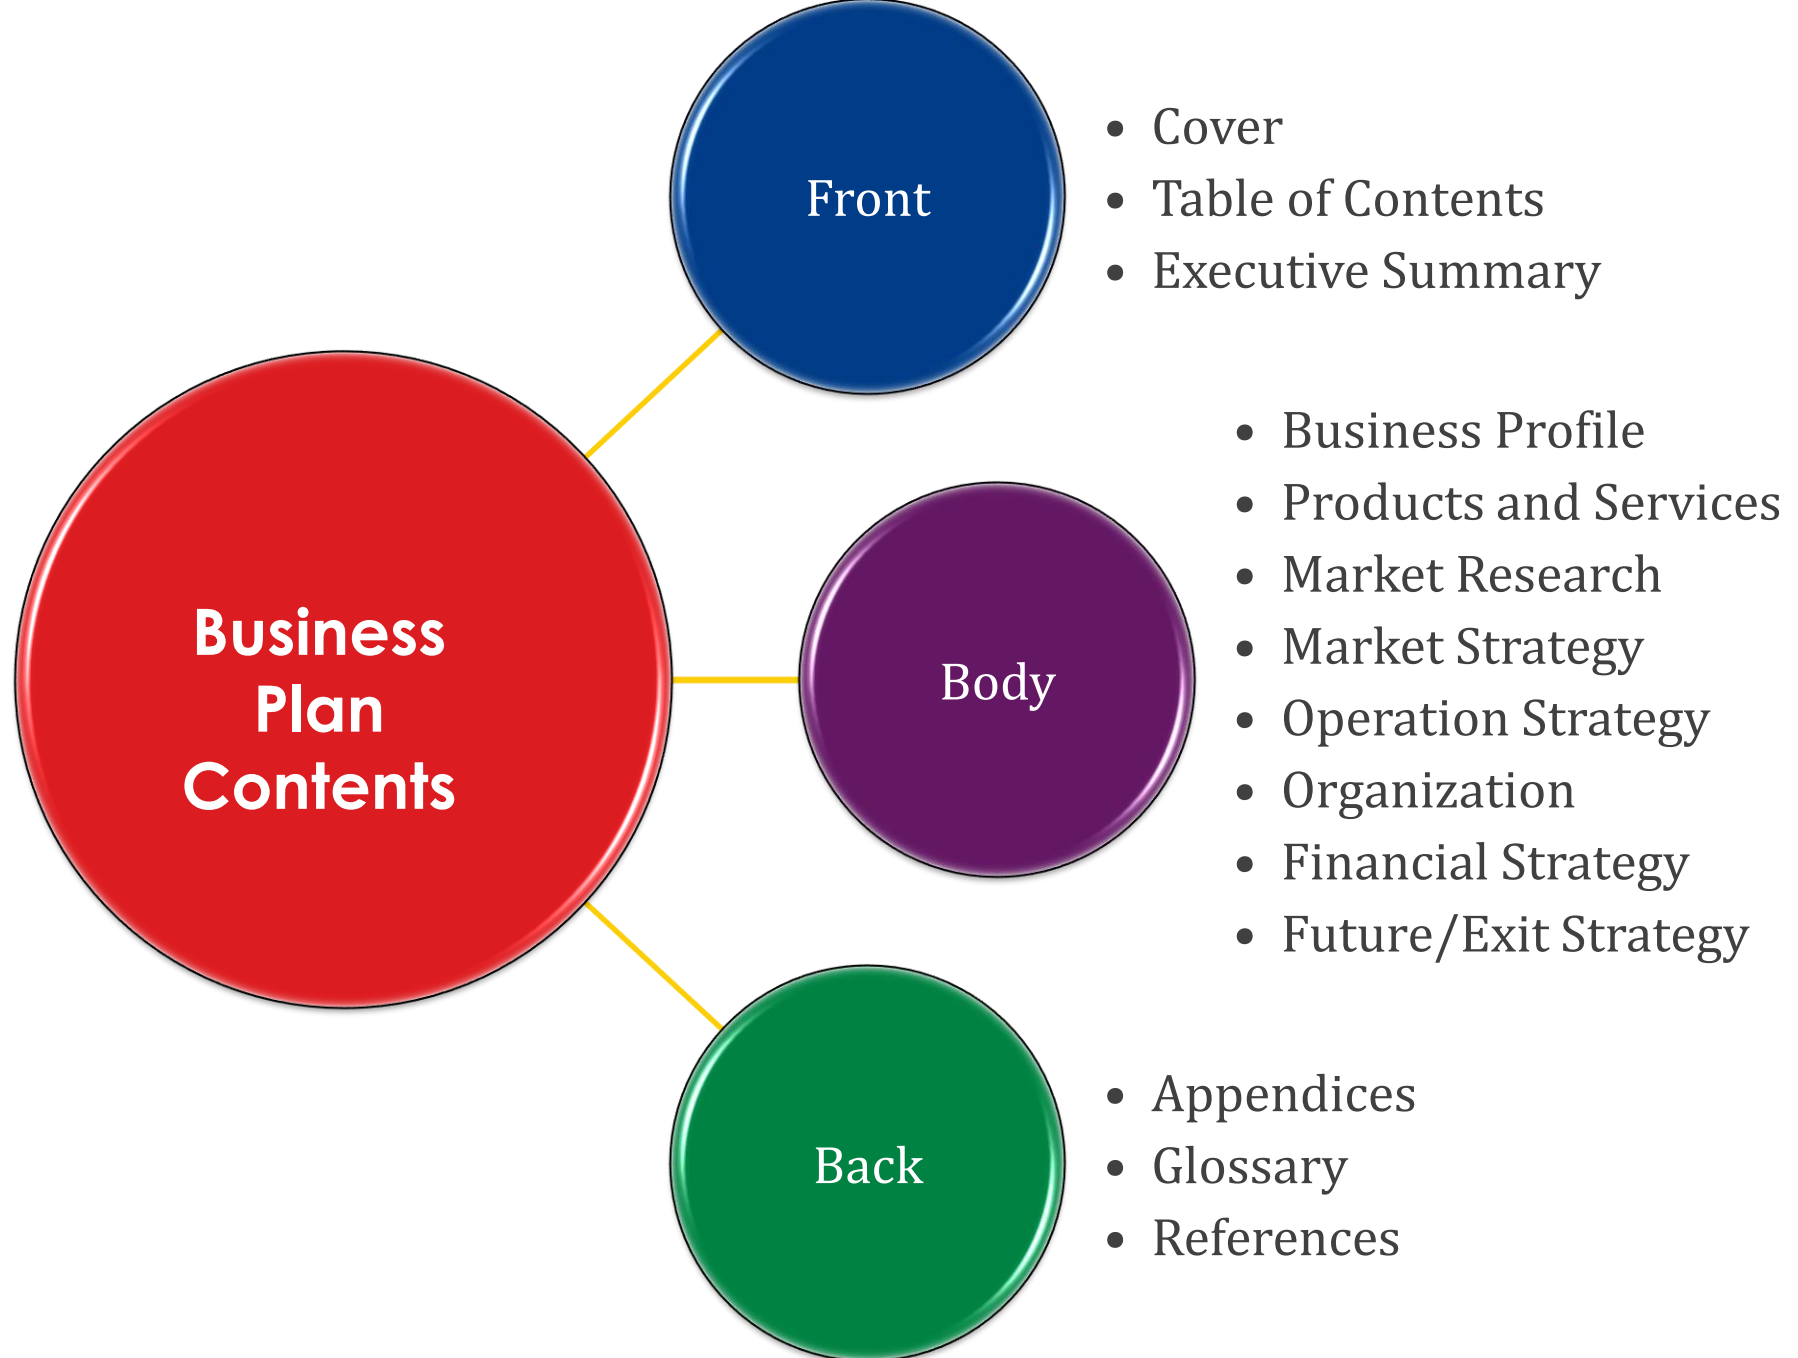 Business
Plan
Contents
Front
• Cover
• Table of Contents
• Executive Summary
Body
• Business Profile
• Products and Services
• Market Research
• Market Strategy
• Operation Strategy
• Organization
• Financial Strategy
• Future/Exit Strategy
Back
• Appendices
• Glossary
• References